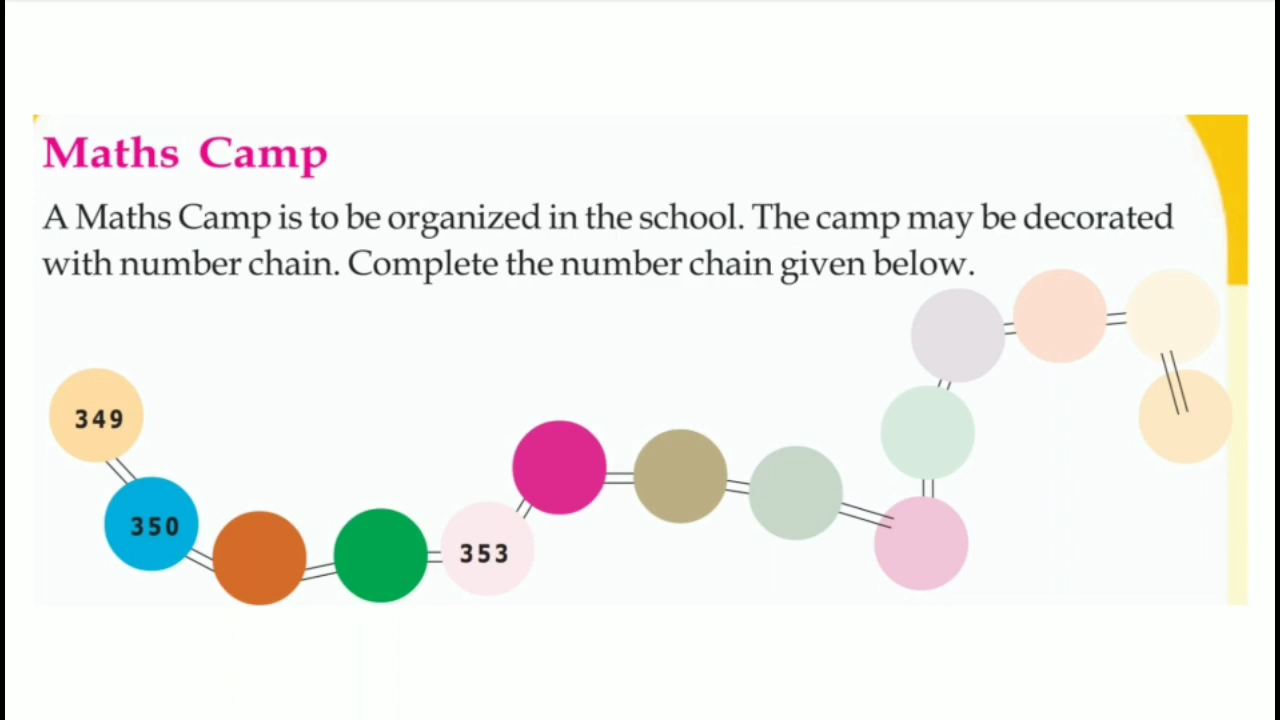 Maths Camp
A Maths Camp is to be organized in the school. The camp may be decorated
with number chain. Complete the number chain given below.
349
350
353